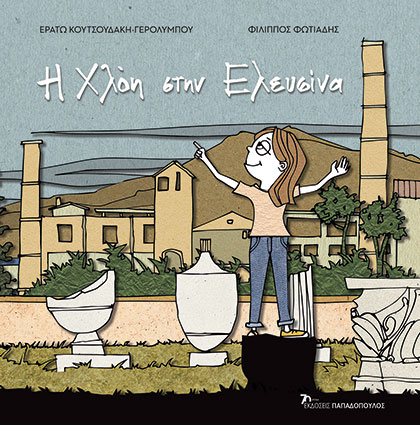 ΕΡΑΤΩ ΚΟΥΤΣΟΥΔΑΚΗ-ΓΕΡΟΛΥΜΠΟΥ ΦΙΛΙΠΠΟΣ ΦΩΤΙΑΔΗΣ
Η Χλόη στην Ελευσίνα
ΕΚΔΟΣΕΙΣ ΠΑΠΑΔΟΠΟΥΛΟΣ